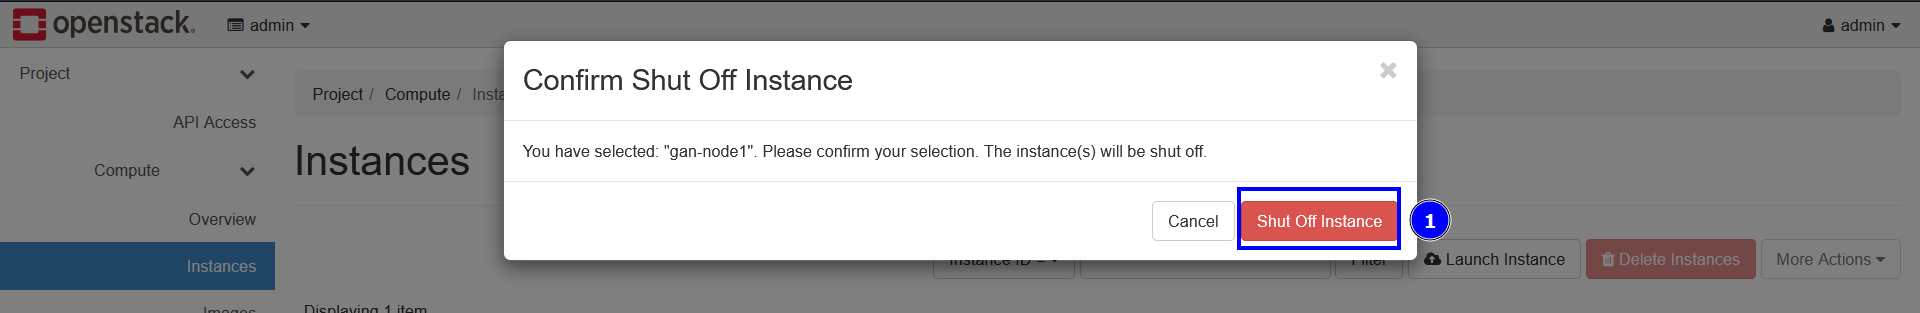 openstack.
admin
admin
Project
API Access
Compute
Overview
Instances
Project / Compute /
Instances
Confirm Shut Off Instance
You have selected: "gan-node1". Please confirm your selection. The instance(s) will be shut off.
Cancel
Shut Off Instance
1
Instance ID =
Filter
Launch Instance
Delete Instances
More Actions
Displaying 1 item
Images